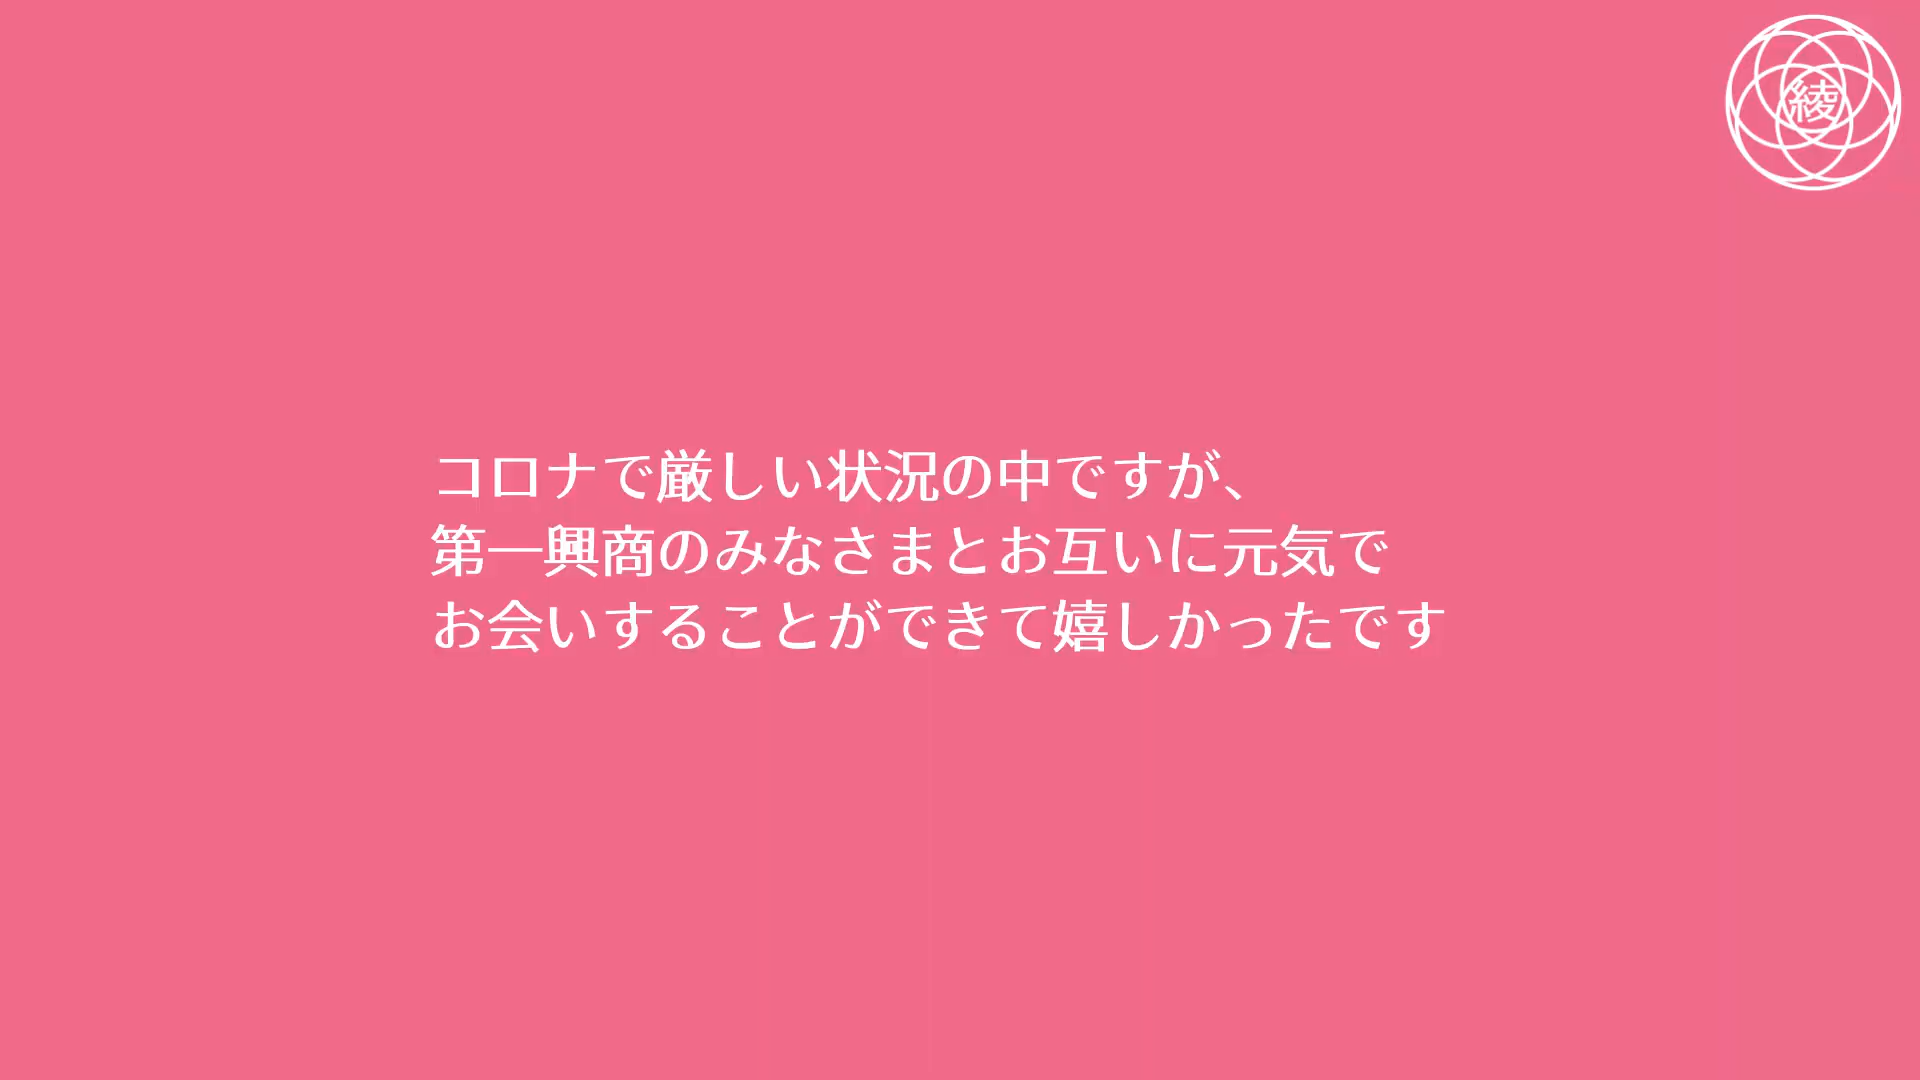 綾
コロナで厳しい状況の中ですが、
第一興商のみなさまとお互いに元気で
お会いすることができて嬉しかったです